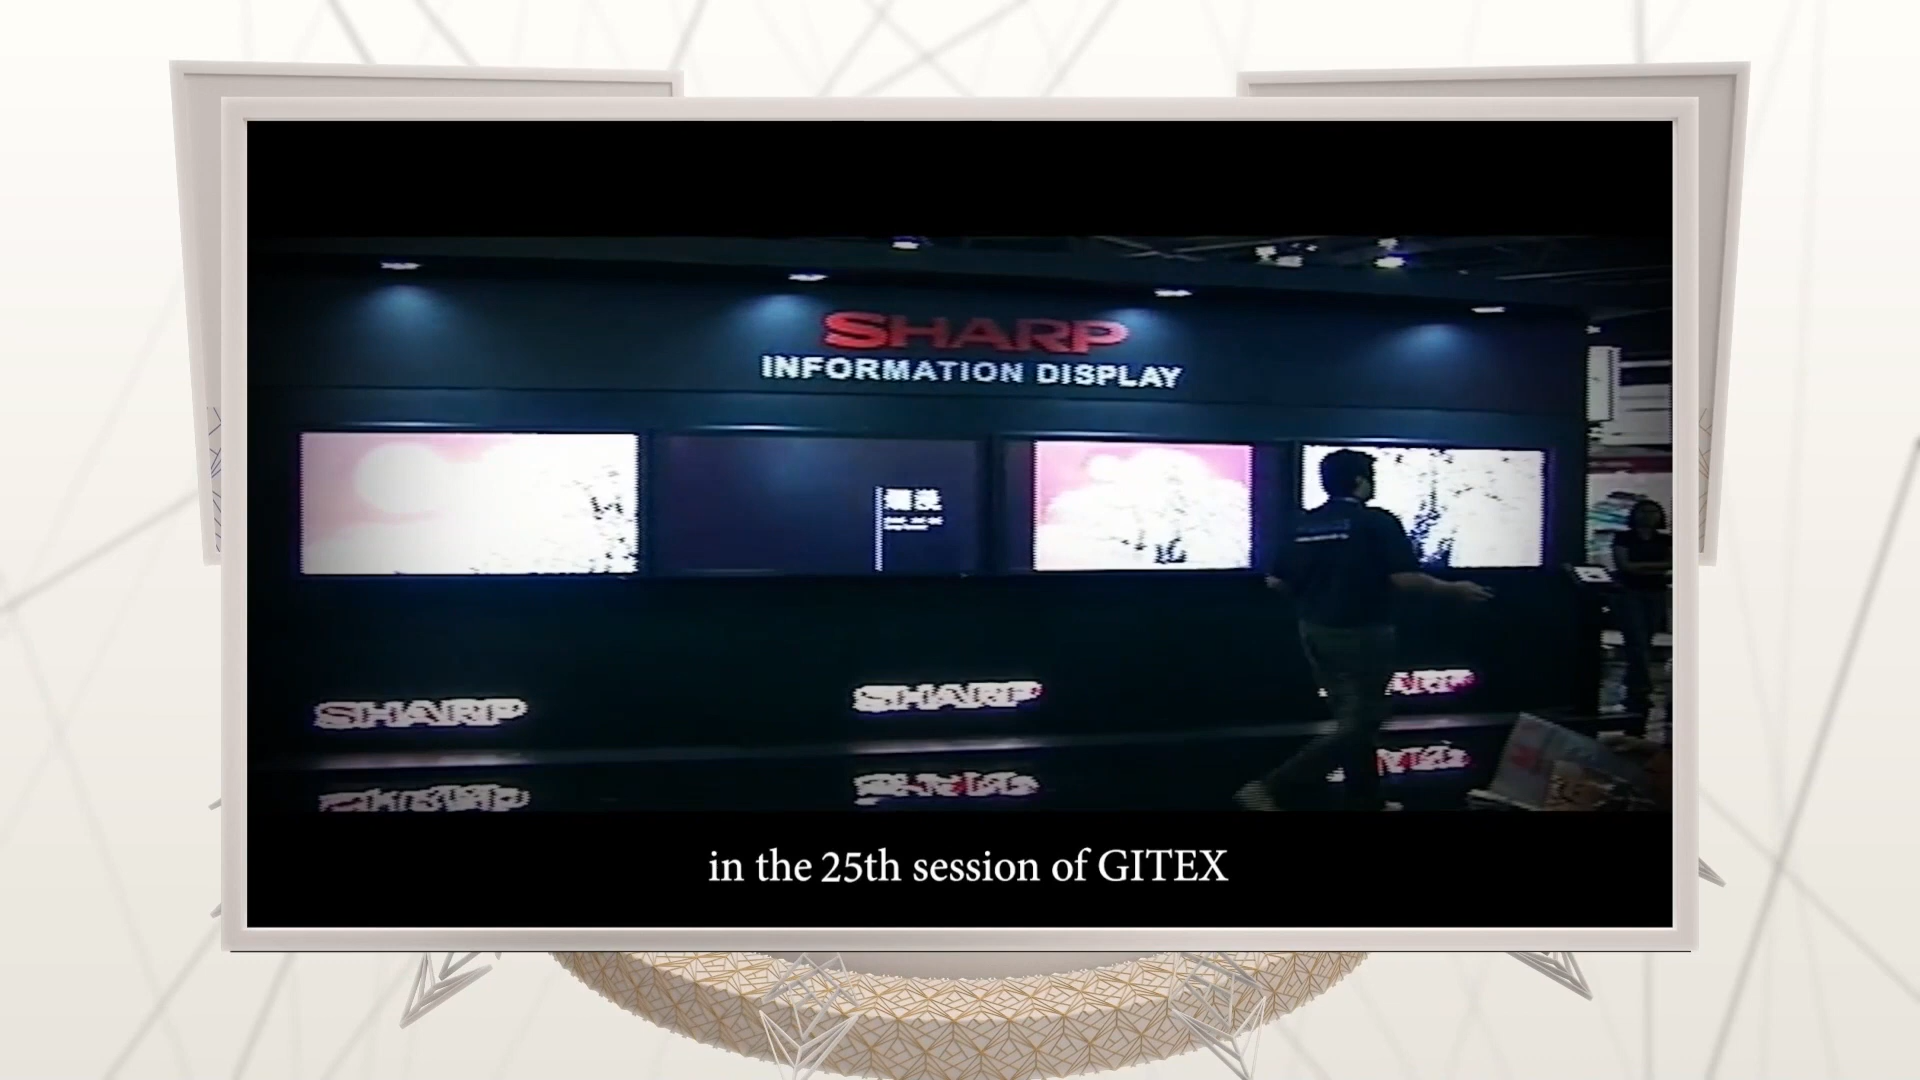 SHARP
INFORMATION DISPLAY
SHARP
SHARP
in the 25th session of GITEX